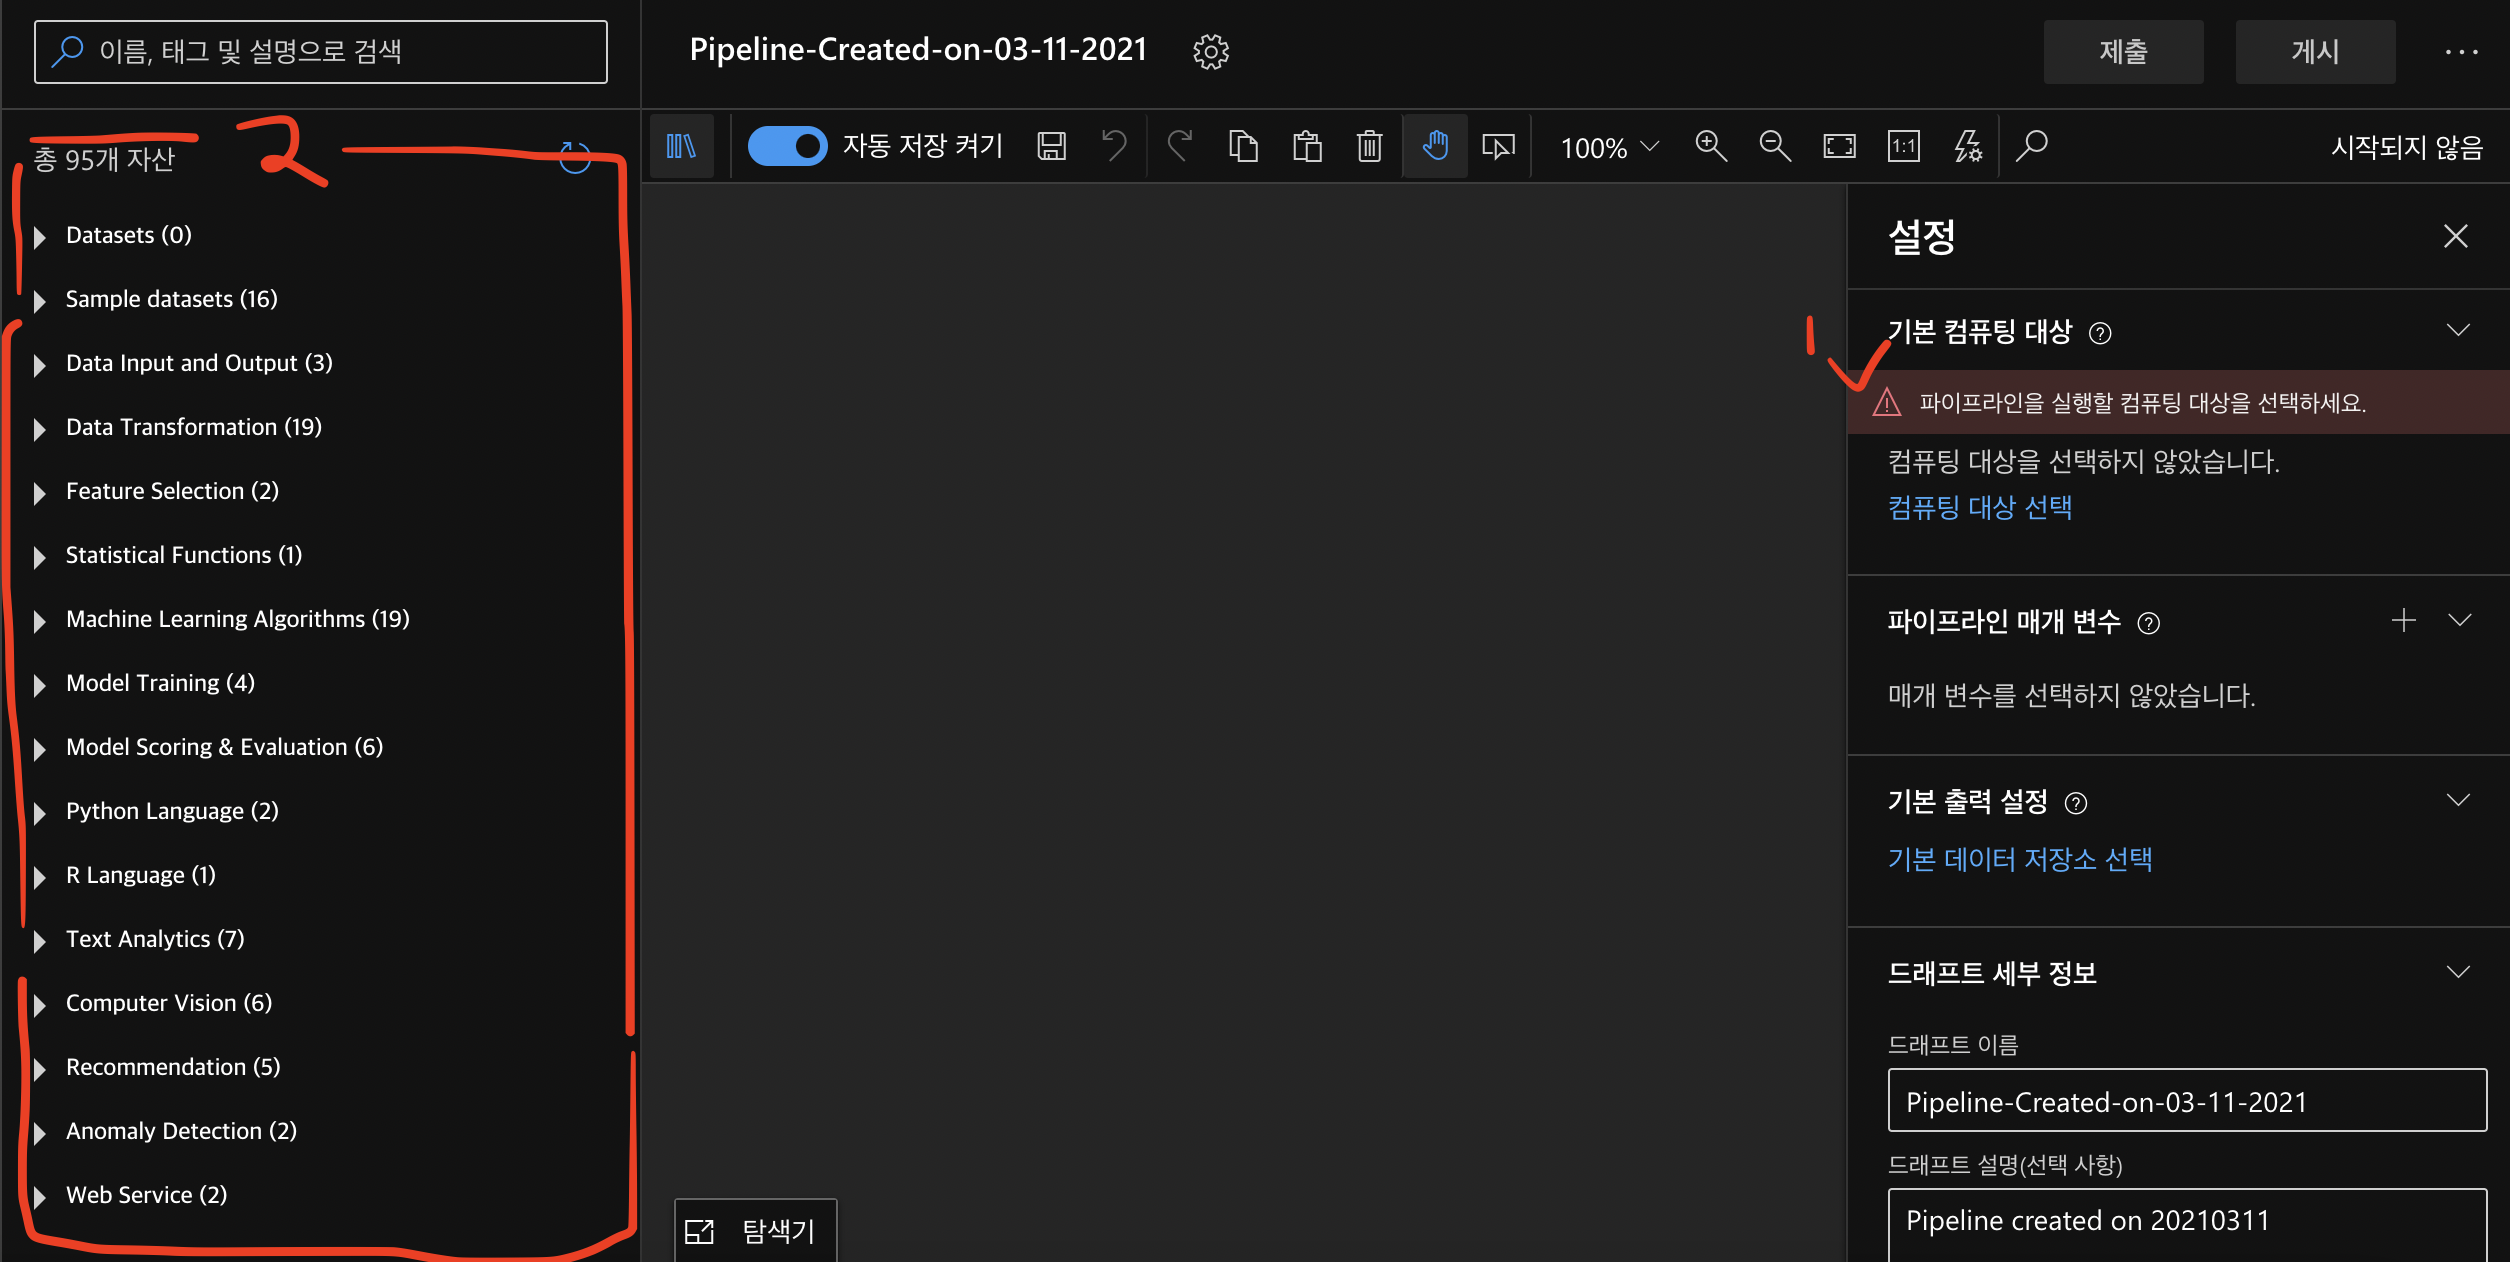 이름, 태그 및 설명으로 검색
Pipeline-Created-on-03-11-2021
제출
게시
총 95개 자산
2
자동 저장 켜기
100%
1:1
시작되지 않음
Datasets (0)
Sample datasets (16)
Data Input and Output (3)
Data Transformation (19)
Feature Selection (2)
Statistical Functions (1)
Machine Learning Algorithms (19)
Model Training (4)
Model Scoring & Evaluation (6)
Python Language (2)
R Language (1)
Text Analytics (7)
Computer Vision (6)
Recommendation (5)
Anomaly Detection (2)
Web Service (2)
탐색기
설정
1
기본 컴퓨팅 대상
파이프라인을 실행할 컴퓨팅 대상을 선택하세요.
컴퓨팅 대상을 선택하지 않았습니다.
컴퓨팅 대상 선택
파이프라인 매개 변수
매개 변수를 선택하지 않았습니다.
기본 출력 설정
기본 데이터 저장소 선택
드래프트 세부 정보
드래프트 이름
Pipeline-Created-on-03-11-2021
드래프트 설명(선택 사항)
Pipeline created on 20210311